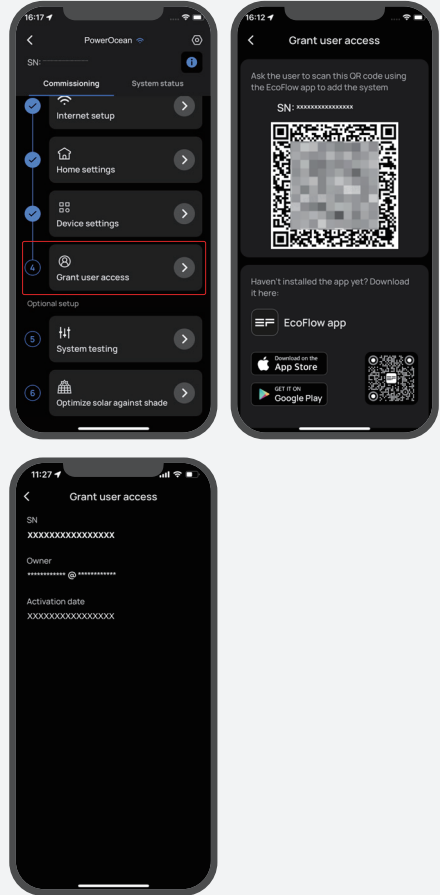 16:17
PowerOcean
SN:
Commissioning
System status
Internet setup
Home settings
Device settings
4
Grant user access
Optional setup
5
System testing
6
Optimize solar against shade
16:12
Grant user access
Ask the user to scan this QR code using
the EcoFlow app to add the system
SN: xxxxxxxxxxxxxxxx
Haven't installed the app yet? Download
it here:
EcoFlow app
Download on the
App Store
GET IT ON
Google Play
11:27
Grant user access
SN
XXXXXXXXXXXXXXXX
Owner
************ @ ************
Activation date
XXXXXXXXXXXXXXXX